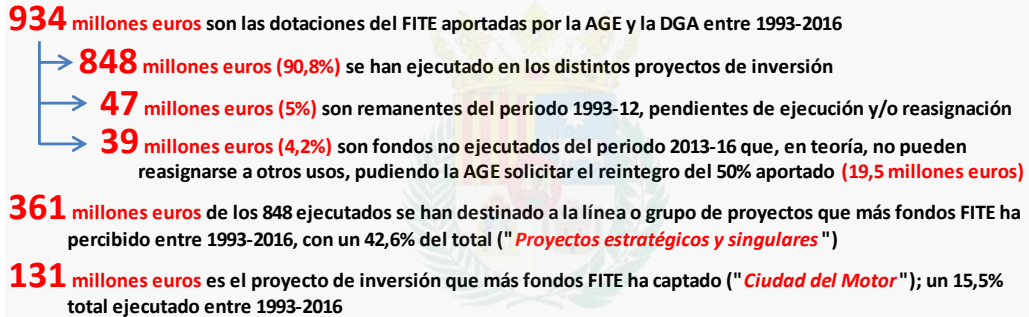 934 millones euros son las dotaciones del FITE aportadas por la AGE y la DGA entre 1993-2016
848 millones euros (90,8%) se han ejecutado en los distintos proyectos de inversión
47 millones euros (5%) son remanentes del periodo 1993-12, pendientes de ejecución y/o reasignación
39 millones euros (4,2%) son fondos no ejecutados del periodo 2013-16 que, en teoría, no pueden
reasignarse a otros usos, pudiendo la AGE solicitar el reintegro del 50% aportado (19,5 millones euros)
361 millones euros de los 848 ejecutados se han destinado a la línea o grupo de proyectos que más fondos FITE ha
percibido entre 1993-2016, con un 42,6% del total ("Proyectos estratégicos y singulares")
131 millones euros es el proyecto de inversión que más fondos FITE ha captado ("Ciudad del Motor"); un 15,5%
total ejecutado entre 1993-2016